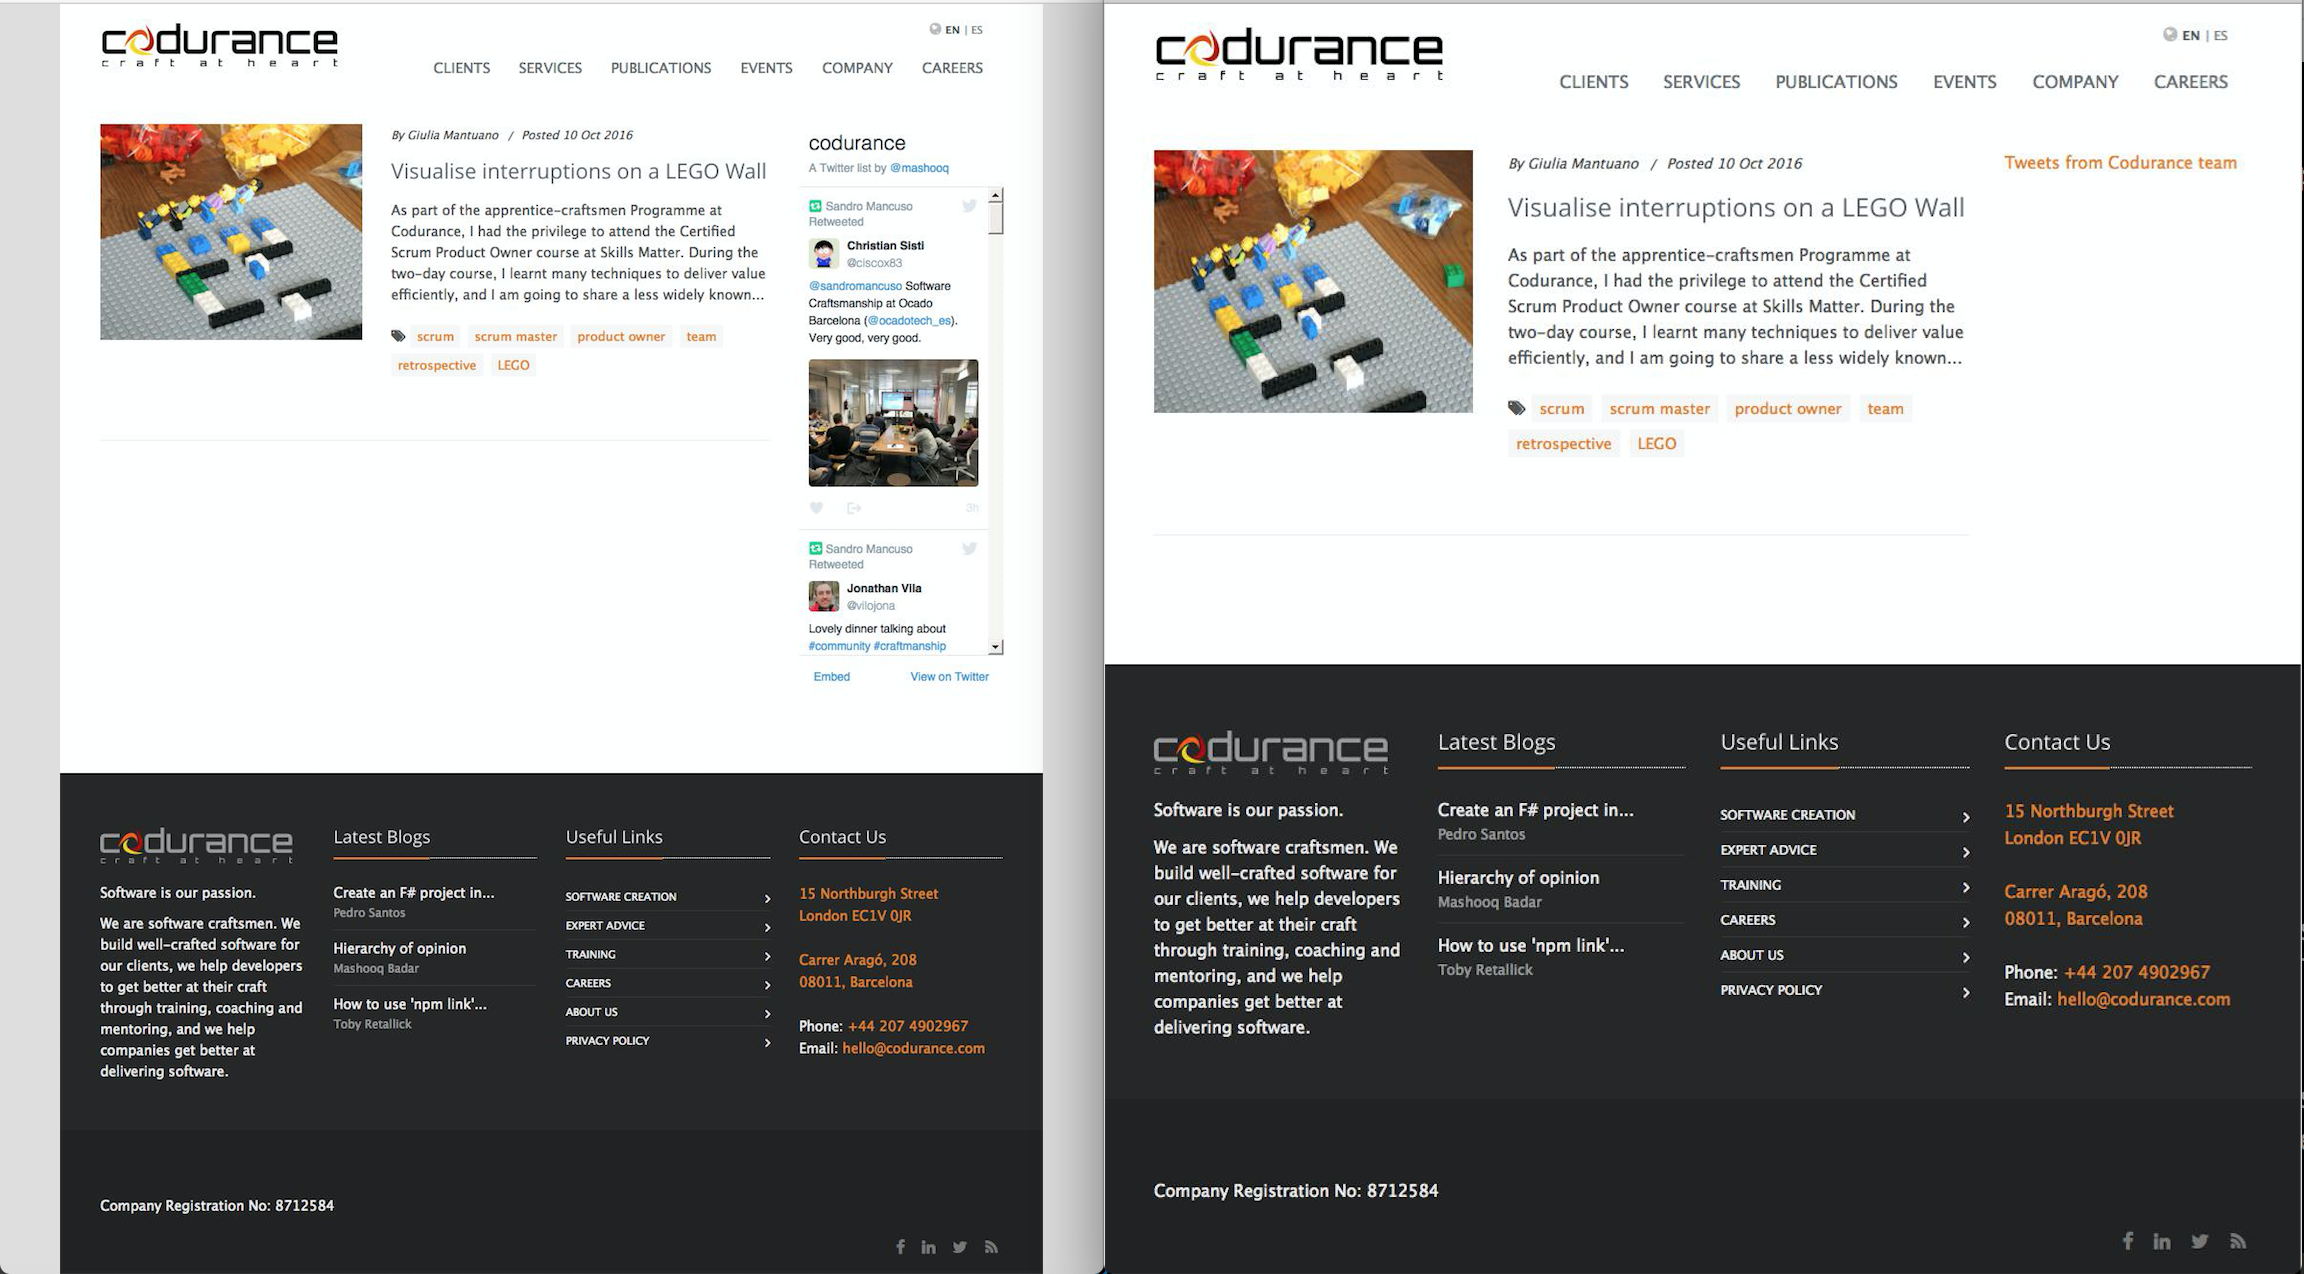 codurance
craft at heart
EN | ES
CLIENTS SERVICES PUBLICATIONS EVENTS COMPANY CAREERS
By Giulia Mantuano / Posted 10 Oct 2016
Visualise interruptions on a LEGO Wall
As part of the apprentice-craftsmen Programme at
Codurance, I had the privilege to attend the Certified
Scrum Product Owner course at Skills Matter. During the
two-day course, I learnt many techniques to deliver value
efficiently, and I am going to share a less widely known...
scrum scrum master product owner team
retrospective LEGO
codurance
A Twitter list by @mashooq
Sandro Mancuso
Retweeted
Christian Sisti
@ciscox83
@sandromancuso Software
Craftsmanship at Ocado
Barcelona (@ocadotech_es).
Very good, very good.
3h
Sandro Mancuso
Retweeted
Jonathan Vila
@vilojona
Lovely dinner talking about
#community #craftmanship
Embed View on Twitter
codurance
craft at heart
Software is our passion.
We are software craftsmen. We
build well-crafted software for
our clients, we help developers
to get better at their craft
through training, coaching and
mentoring, and we help
companies get better at
delivering software.
Latest Blogs
Create an F# project in...
Pedro Santos
Hierarchy of opinion
Mashooq Badar
How to use 'npm link'...
Toby Retallick
Useful Links
SOFTWARE CREATION
EXPERT ADVICE
TRAINING
CAREERS
ABOUT US
PRIVACY POLICY
Contact Us
15 Northburgh Street
London EC1V 0JR
Carrer Aragó, 208
08011, Barcelona
Phone: +44 207 4902967
Email: hello@codurance.com
Company Registration No: 8712584
codurance
craft at heart
EN | ES
CLIENTS SERVICES PUBLICATIONS EVENTS COMPANY CAREERS
By Giulia Mantuano / Posted 10 Oct 2016
Visualise interruptions on a LEGO Wall
As part of the apprentice-craftsmen Programme at
Codurance, I had the privilege to attend the Certified
Scrum Product Owner course at Skills Matter. During the
two-day course, I learnt many techniques to deliver value
efficiently, and I am going to share a less widely known...
scrum scrum master product owner team
retrospective LEGO
Tweets from Codurance team
codurance
craft at heart
Software is our passion.
We are software craftsmen. We
build well-crafted software for
our clients, we help developers
to get better at their craft
through training, coaching and
mentoring, and we help
companies get better at
delivering software.
Latest Blogs
Create an F# project in...
Pedro Santos
Hierarchy of opinion
Mashooq Badar
How to use 'npm link'...
Toby Retallick
Useful Links
SOFTWARE CREATION
EXPERT ADVICE
TRAINING
CAREERS
ABOUT US
PRIVACY POLICY
Contact Us
15 Northburgh Street
London EC1V 0JR
Carrer Aragó, 208
08011, Barcelona
Phone: +44 207 4902967
Email: hello@codurance.com
Company Registration No: 8712584